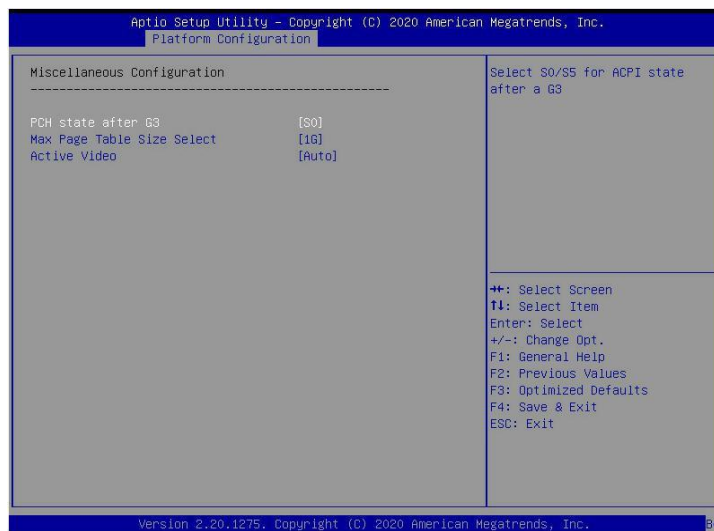 Aptio Setup Utility – Copyright (C) 2020 American Megatrends, Inc.
Platform Configuration
Miscellaneous Configuration
--------------------------------------------------
PCH state after G3 [S0]
Max Page Table Size Select [1G]
Active Video [Auto]
Select S0/S5 for ACPI state
after a G3
→←: Select Screen
↑↓: Select Item
Enter: Select
+/-: Change Opt.
F1: General Help
F2: Previous Values
F3: Optimized Defaults
F4: Save & Exit
ESC: Exit
Version 2.20.1275. Copyright (C) 2020 American Megatrends, Inc.